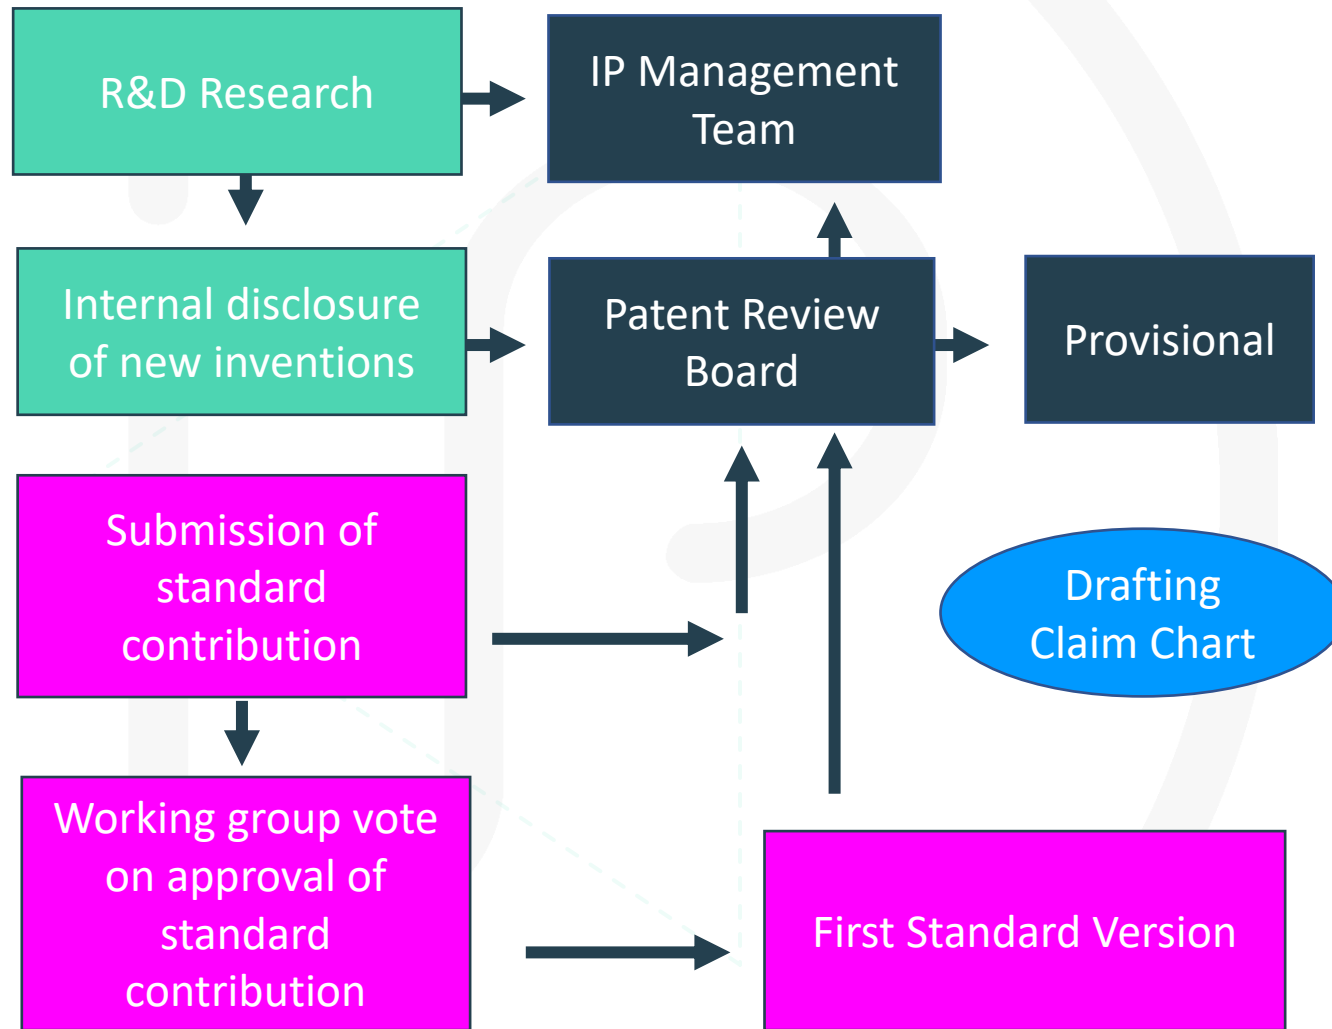 R&D Research
IP Management
Team
Internal disclosure
of new inventions
Patent Review
Board
Provisional
Submission of
standard
contribution
Drafting
Claim Chart
Working group vote
on approval of
standard
contribution
First Standard Version